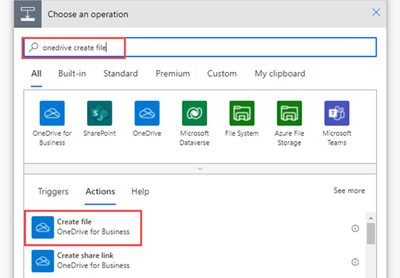 Choose an operation
onedrive create file
All Built-in Standard Premium Custom My clipboard
OneDrive for Business
SharePoint
OneDrive
Microsoft Dataverse
File System
Azure File Storage
Microsoft Teams
Triggers Actions Help See more
Create file
OneDrive for Business
Create share link
OneDrive for Business